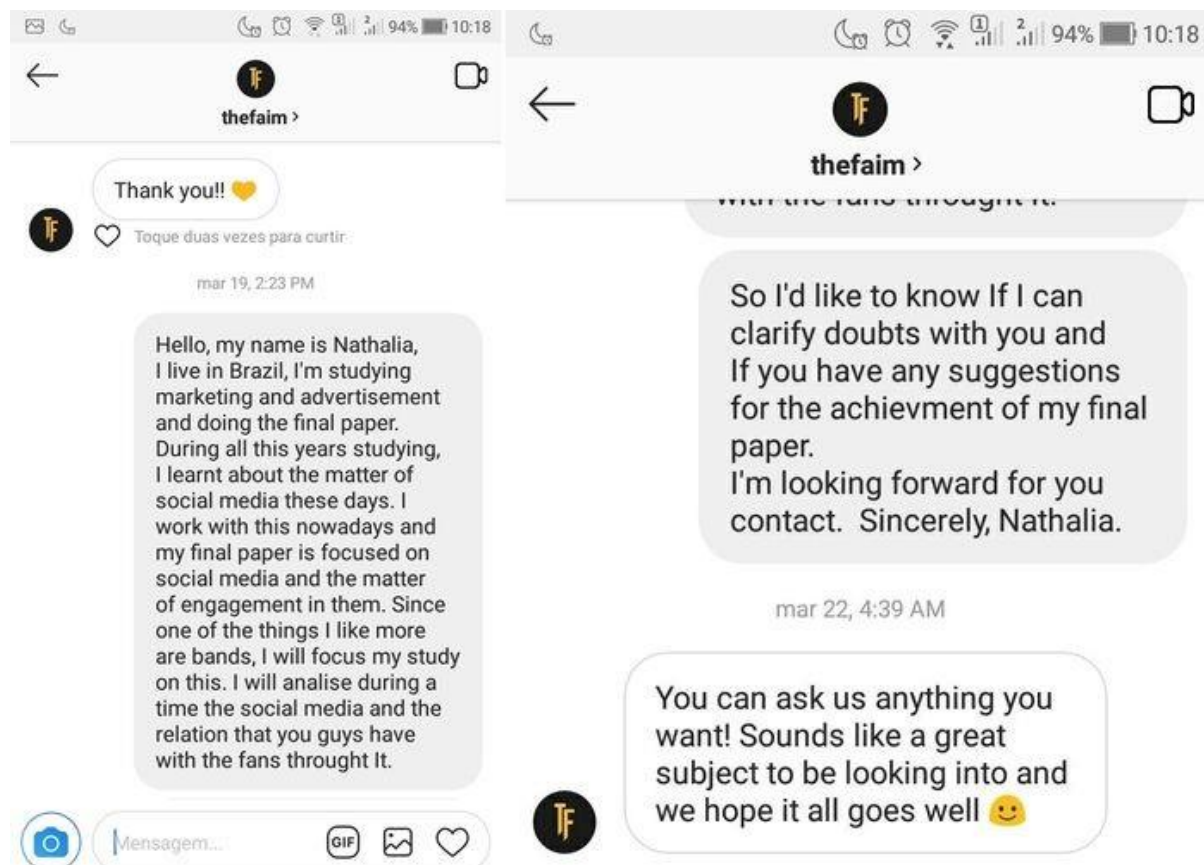 94% 10:18
thefaim >
Thank you!! 💛
Toque duas vezes para curtir
mar 19, 2:23 PM
Hello, my name is Nathalia,
I live in Brazil, I'm studying
marketing and advertisement
and doing the final paper.
During all this years studying,
I learnt about the matter of
social media these days. I
work with this nowadays and
my final paper is focused on
social media and the matter
of engagement in them. Since
one of the things I like more
are bands, I will focus my study
on this. I will analise during a
time the social media and the
relation that you guys have
with the fans throught It.
Mensagem...
GIF
1 2 94% 10:18
thefaim >
with the fans throught It.
So I'd like to know If I can
clarify doubts with you and
If you have any suggestions
for the achievment of my final
paper.
I'm looking forward for you
contact. Sincerely, Nathalia.
mar 22, 4:39 AM
You can ask us anything you
want! Sounds like a great
subject to be looking into and
we hope it all goes well 🙂
TF